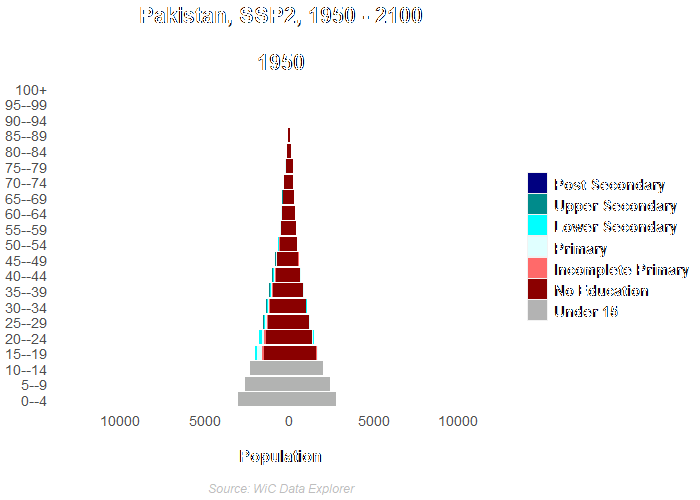 Pakistan, SSP2, 1950 - 2100
1950
100+
95--99
90--94
85--89
80--84
75--79
70--74
65--69
60--64
55--59
50--54
45--49
40--44
35--39
30--34
25--29
20--24
15--19
10--14
5--9
0--4
Post Secondary
Upper Secondary
Lower Secondary
Primary
Incomplete Primary
No Education
Under 15
10000 5000 0 5000 10000
Population
Source: WiC Data Explorer